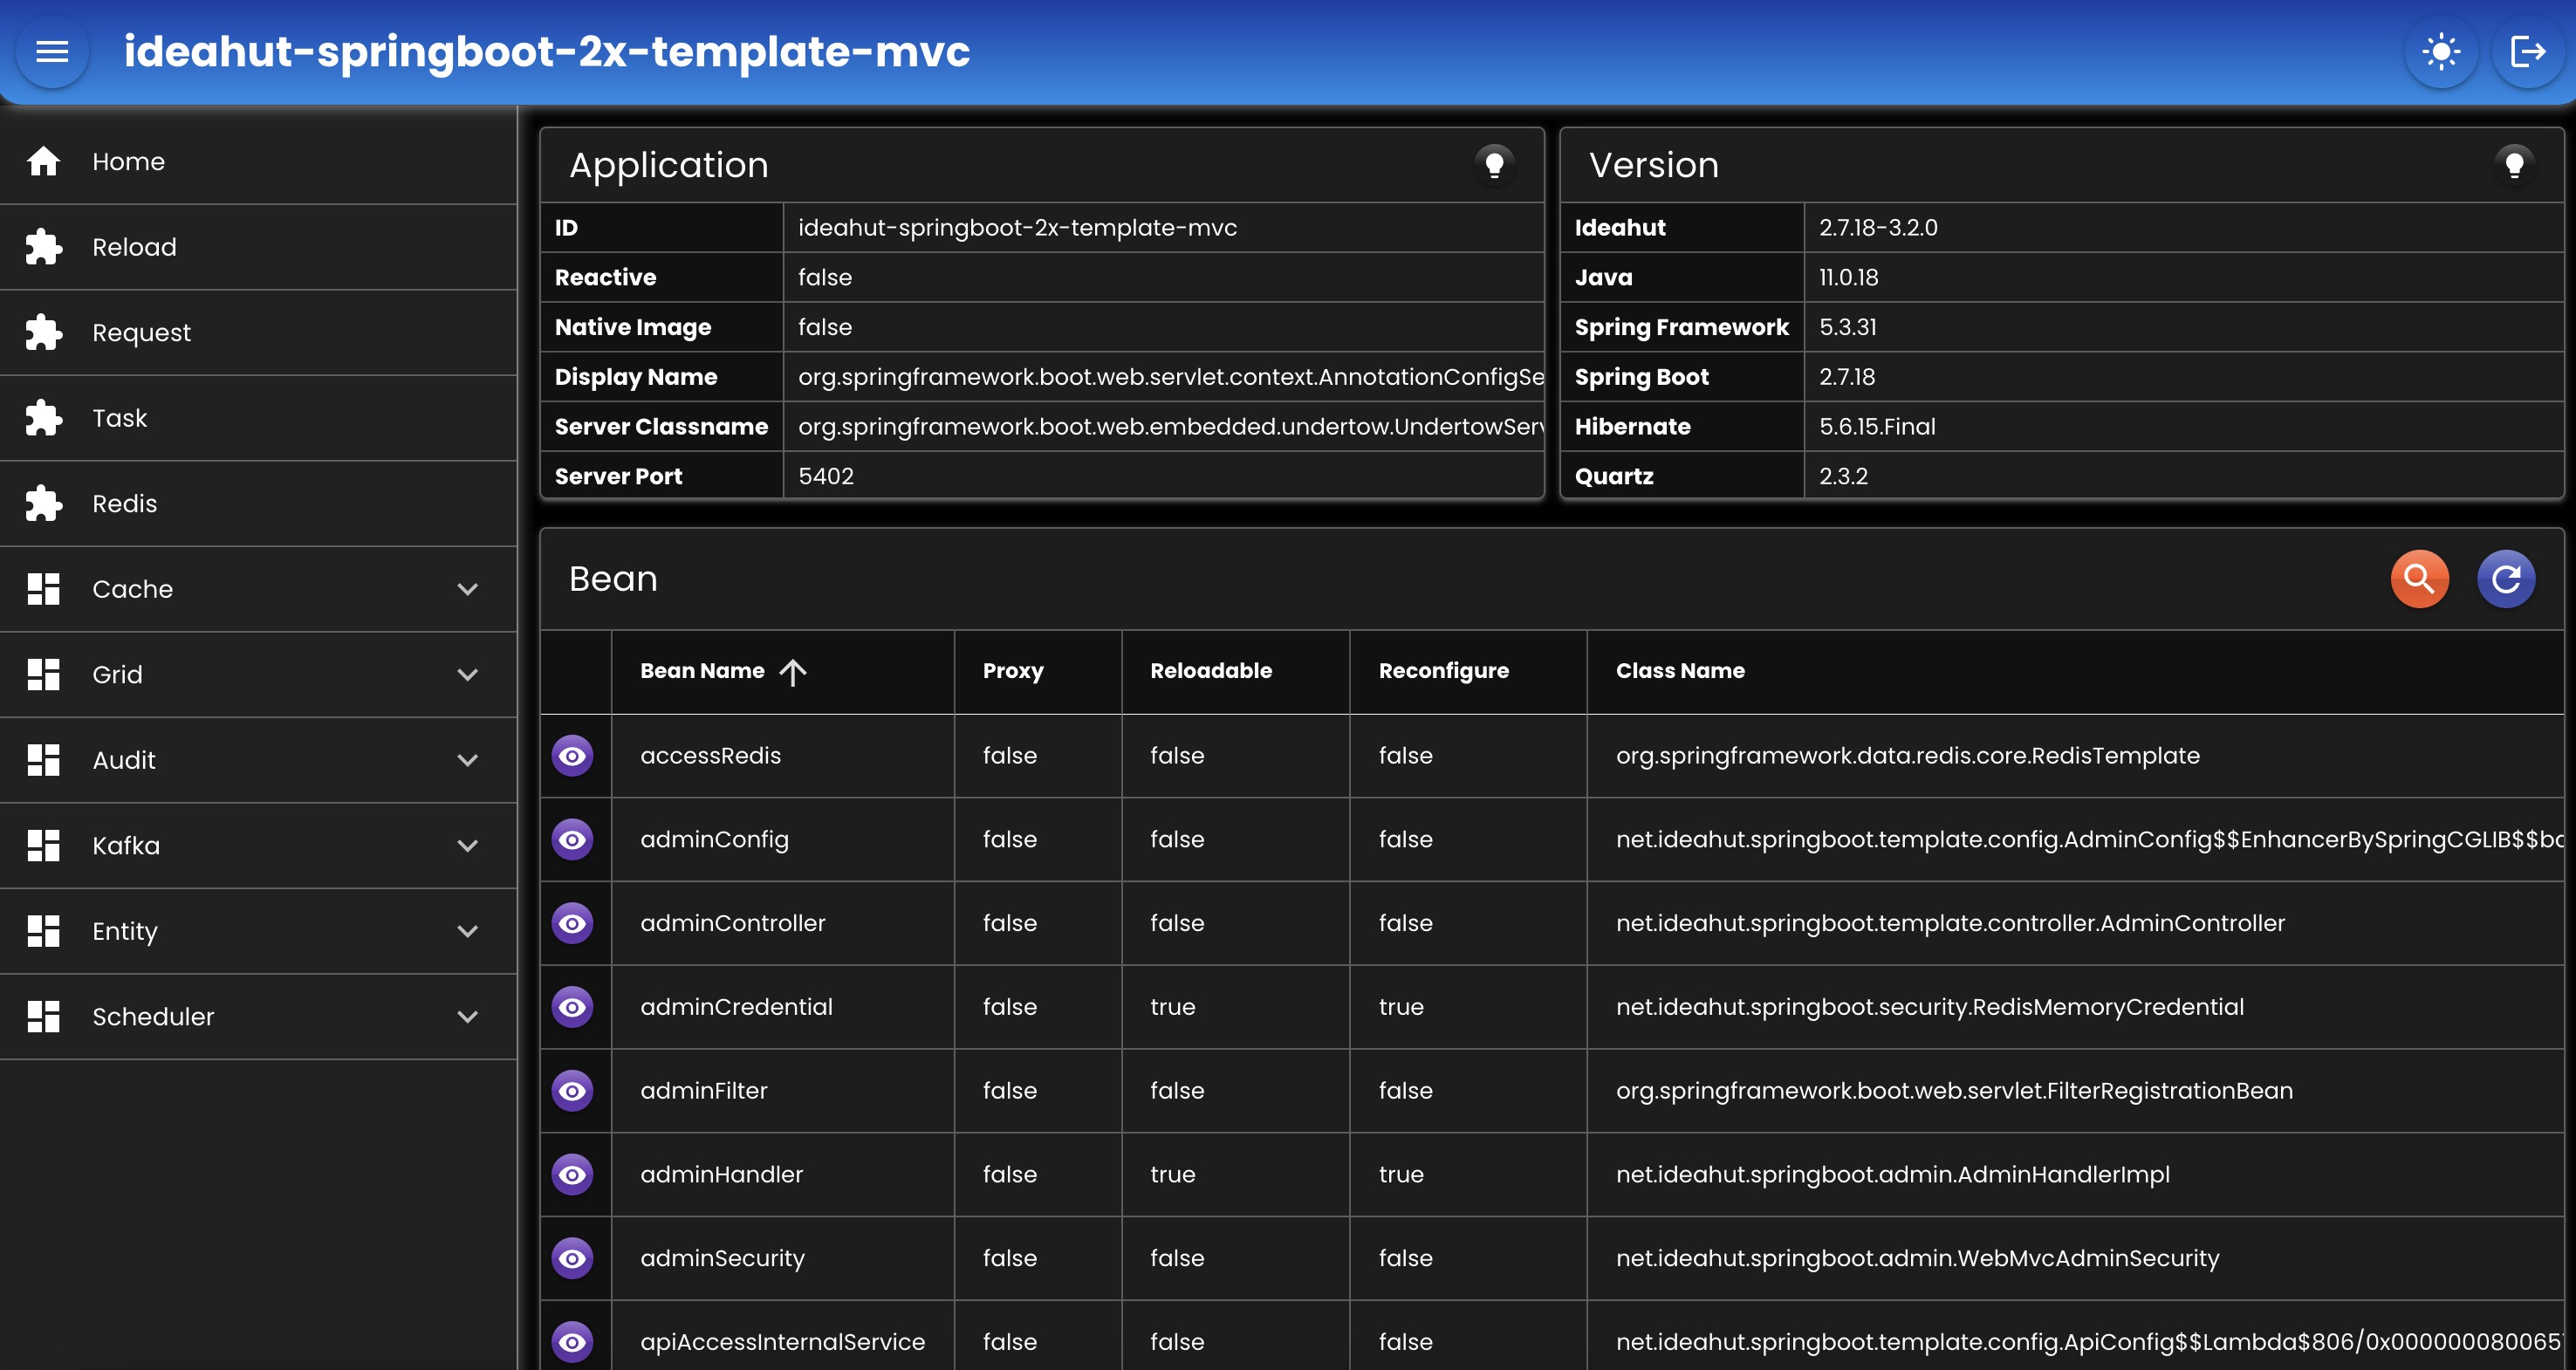 ideahut-springboot-2x-template-mvc
Home
Reload
Request
Task
Redis
Cache
Grid
Audit
Kafka
Entity
Scheduler
Application
ID ideahut-springboot-2x-template-mvc
Reactive false
Native Image false
Display Name org.springframework.boot.web.servlet.context.AnnotationConfigSe
Server Classname org.springframework.boot.web.embedded.undertow.UndertowServ
Server Port 5402
Version
Ideahut 2.7.18-3.2.0
Java 11.0.18
Spring Framework 5.3.31
Spring Boot 2.7.18
Hibernate 5.6.15.Final
Quartz 2.3.2
Bean
Bean Name Proxy Reloadable Reconfigure Class Name
accessRedis false false false org.springframework.data.redis.core.RedisTemplate
adminConfig false false false net.ideahut.springboot.template.config.AdminConfig$$EnhancerBySpringCGLIB$$bc
adminController false false false net.ideahut.springboot.template.controller.AdminController
adminCredential false true true net.ideahut.springboot.security.RedisMemoryCredential
adminFilter false false false org.springframework.boot.web.servlet.FilterRegistrationBean
adminHandler false true true net.ideahut.springboot.admin.AdminHandlerImpl
adminSecurity false false false net.ideahut.springboot.admin.WebMvcAdminSecurity
apiAccessInternalService false false false net.ideahut.springboot.template.config.ApiConfig$$Lambda$806/0x000000080065